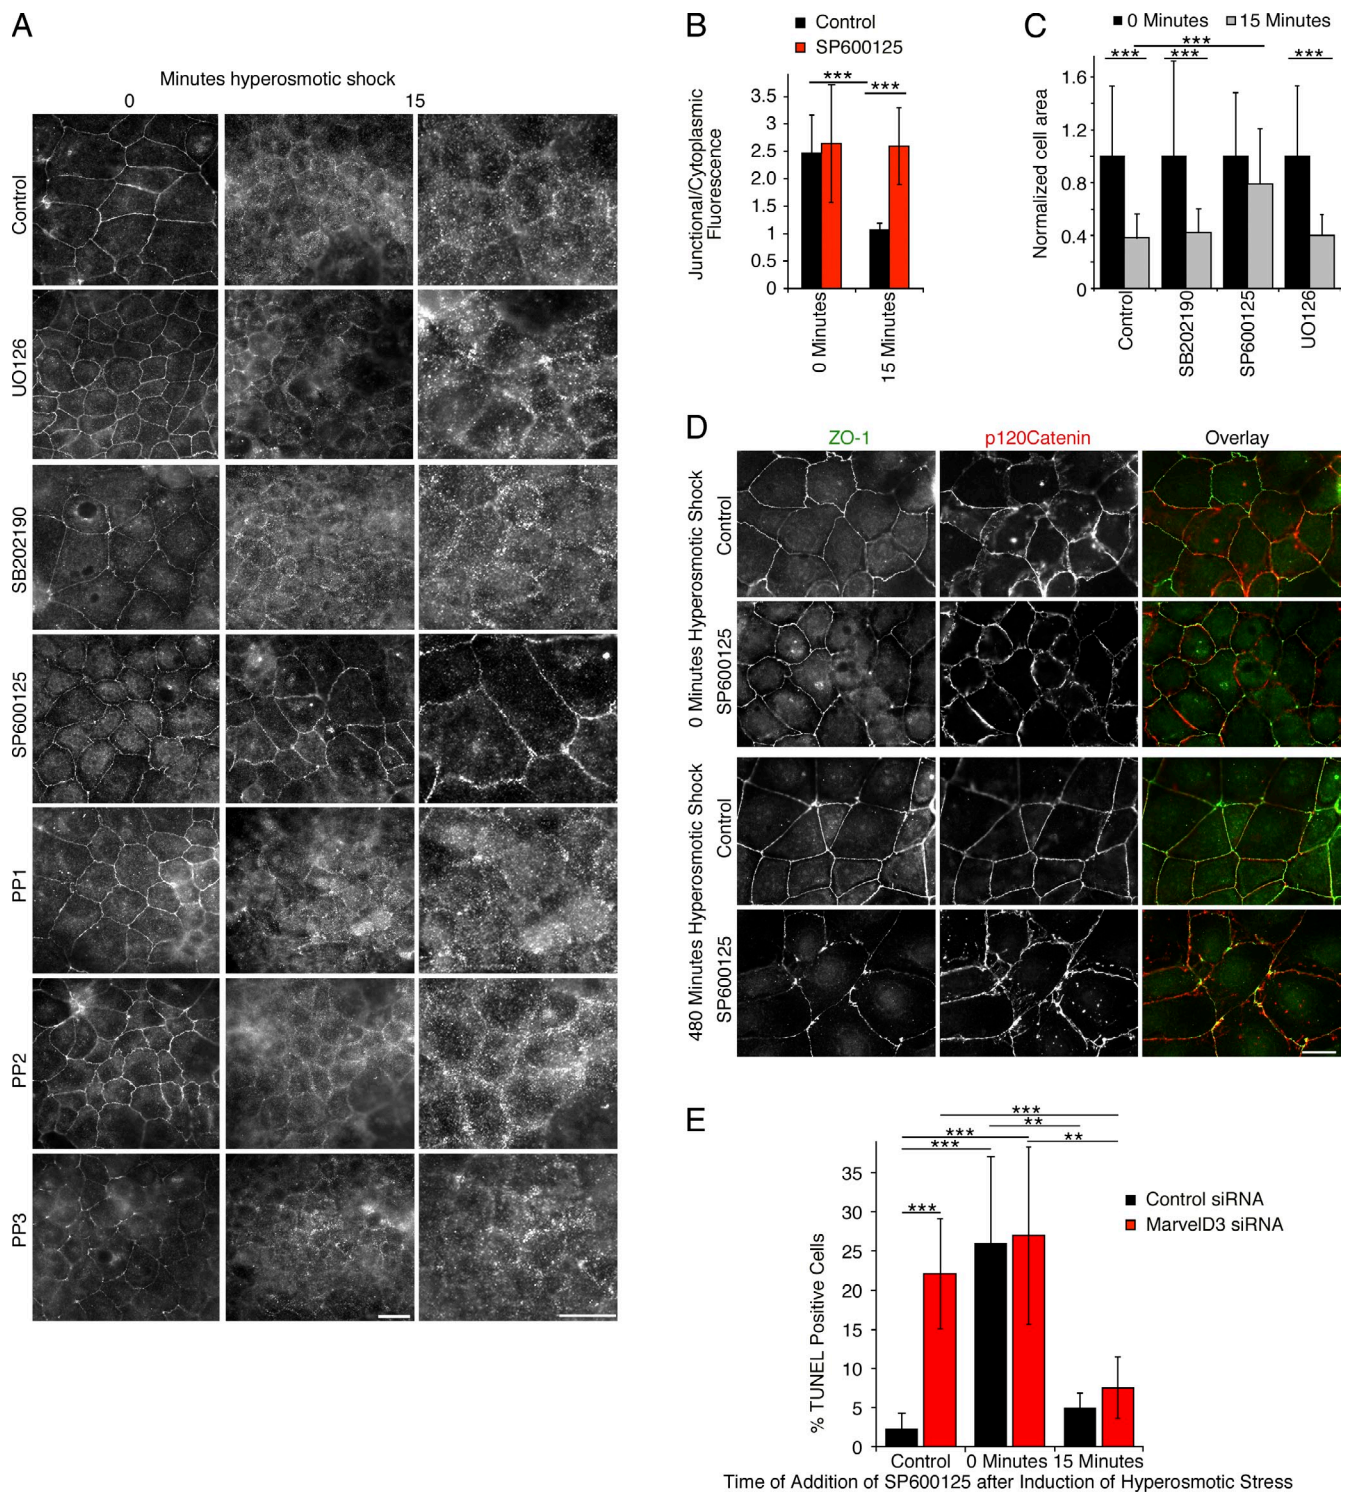 A
Minutes hyperosmotic shock
0
15
Control
UO126
SB202190
SP600125
PP1
PP2
PP3
B
Control
SP600125
***
***
Junctional/Cytoplasmic
Fluorescence
3.5
3
2.5
2.0
1.5
1
0.5
0
0 Minutes
15 Minutes
C
0 Minutes
15 Minutes
***
***
***
***
Normalized cell area
1.6
1.2
0.8
0.4
0
Control
SB202190
SP600125
UO126
D
ZO-1
p120Catenin
Overlay
0 Minutes Hyperosmotic Shock
Control
SP600125
480 Minutes Hyperosmotic Shock
Control
SP600125
E
***
**
***
***
**
***
Control siRNA
MarvelD3 siRNA
% TUNEL Positive Cells
35
30
25
20
15
10
5
0
Control
0 Minutes
15 Minutes
Time of Addition of SP600125 after Induction of Hyperosmotic Stress